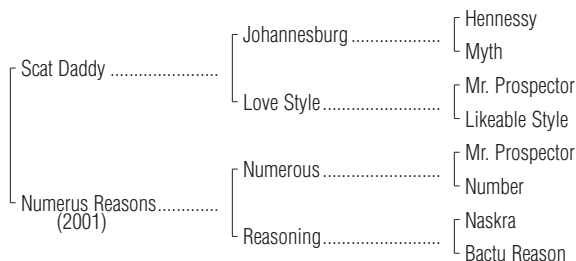 Hennessy
Johannesburg ....................
Myth
Scat Daddy ........................
Mr. Prospector
Love Style ..........................
Likeable Style
Mr. Prospector
Numerous ..........................
Number
Numerus Reasons .............
(2001)
Naskra
Reasoning ..........................
Bactu Reason